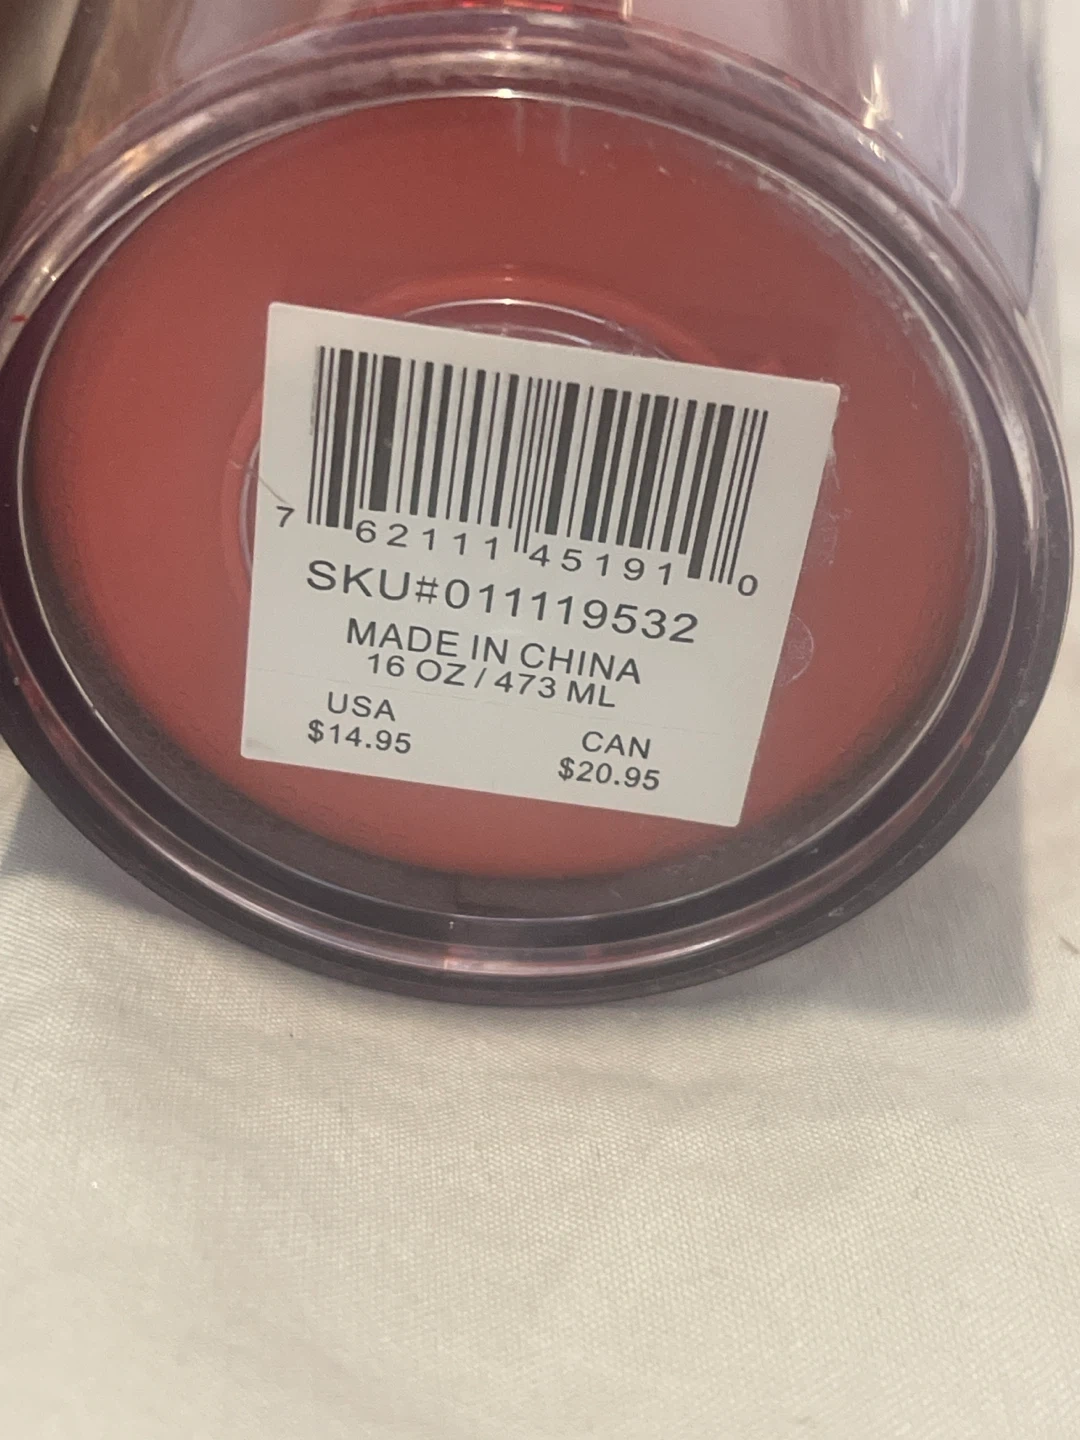 7 62111 45191 0
SKU#011119532
MADE IN CHINA
16 OZ / 473 ML
USA CAN
$14.95 $20.95